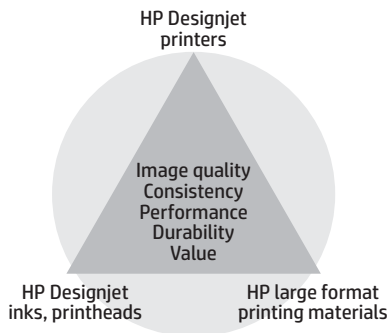 HP Designjet
printers
Image quality
Consistency
Performance
Durability
Value
HP Designjet
inks, printheads
HP large format
printing materials